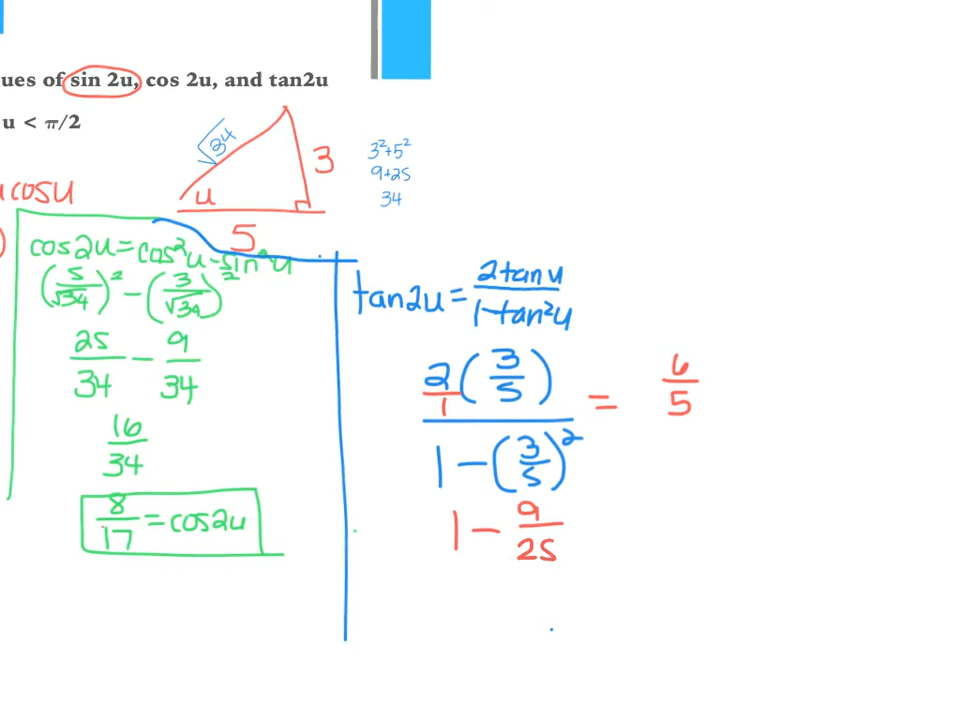 ues of sin 2u, cos 2u, and tan2u
u < π/2
√34
3
u
5
3²+5²
9+25
34
cosu
)
cos2u = cos²u - sin²u
(5/√34)² - (3/√34)²
25/34 - 9/34
16/34
8/17 = cos2u
tan2u = 2tanu/1-tan²u
2/1(3/5) / 1-(3/5)² = 6/5
1 - 9/25